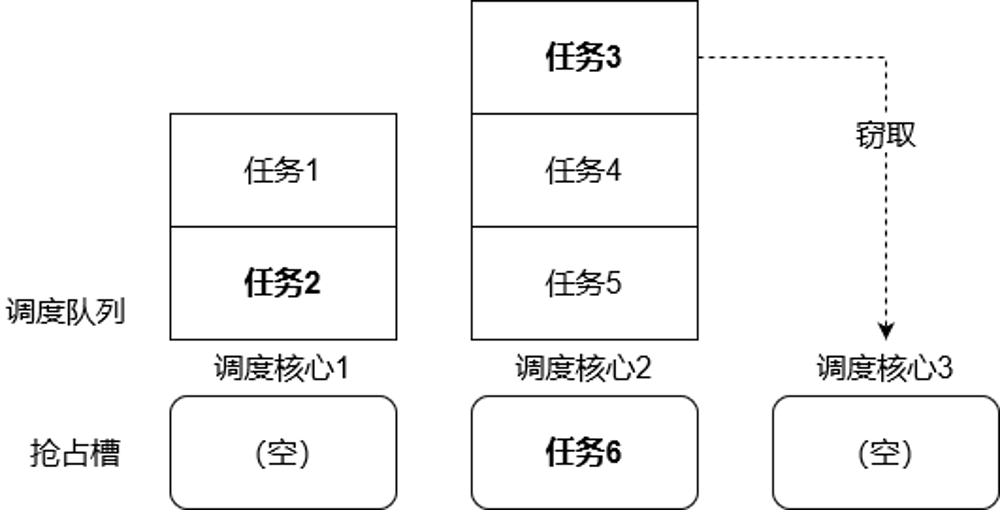 任务3
任务1
任务4
窃取
任务2
任务5
调度队列
调度核心1
调度核心2
调度核心3
抢占槽
(空)
任务6
(空)